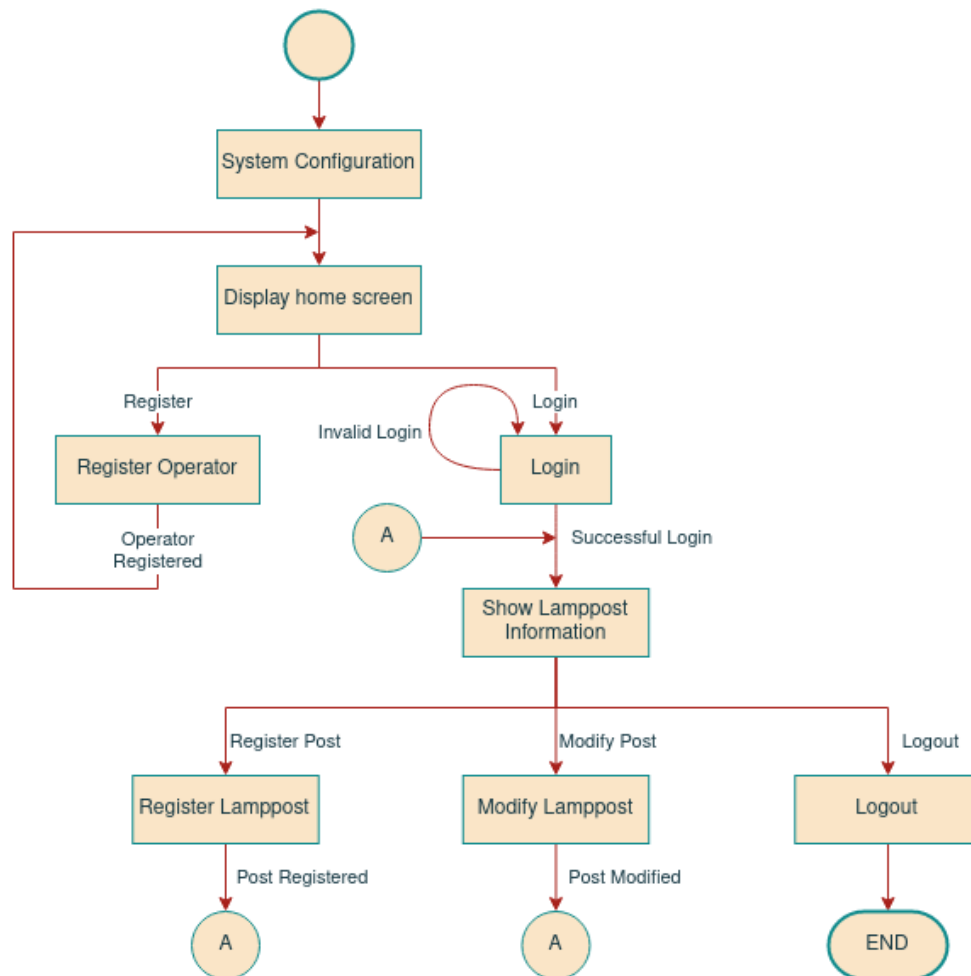 System Configuration
Display home screen
Register
Login
Invalid Login
Register Operator
Login
Operator
Registered
A
Successful Login
Show Lamppost
Information
Register Post
Modify Post
Logout
Register Lamppost
Modify Lamppost
Logout
Post Registered
Post Modified
A
A
END